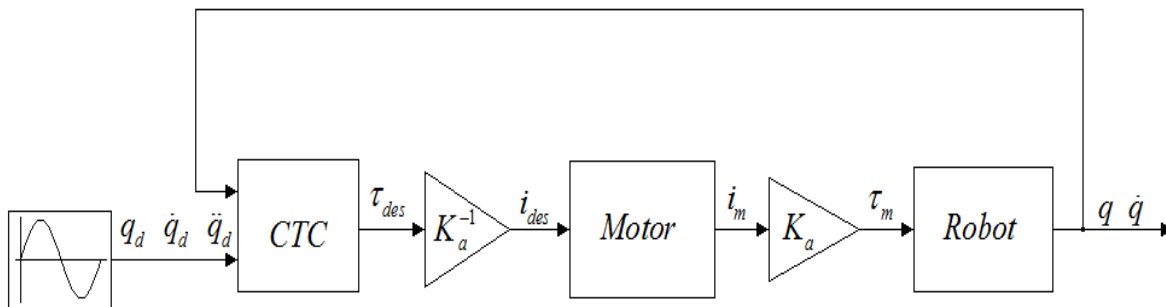 q_d q̇_d q̈_d
CTC
τ_des
K_a^{-1}
i_des
Motor
i_m
K_a
τ_m
Robot
q q̇